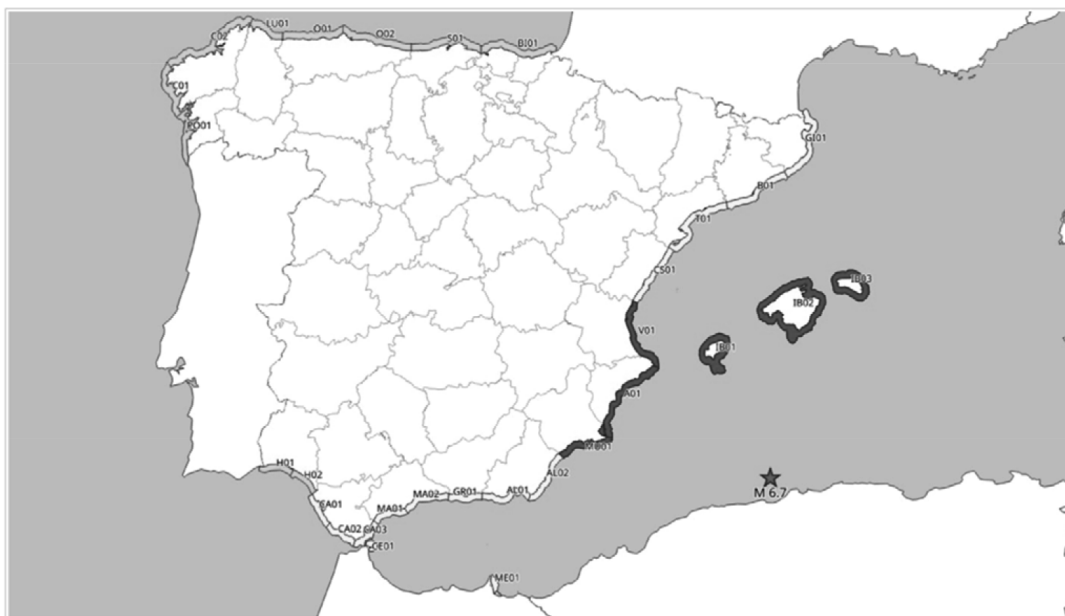 LU01
O01
O02
S01
BI01
C02
C01
PO01
GI01
B01
T01
CS01
IB03
IB02
V01
IB01
A01
MU01
AL02
H01
H02
CA01
CA02
CA03
CE01
MA01
MA02
GR01
AL01
M 6.7
ME01